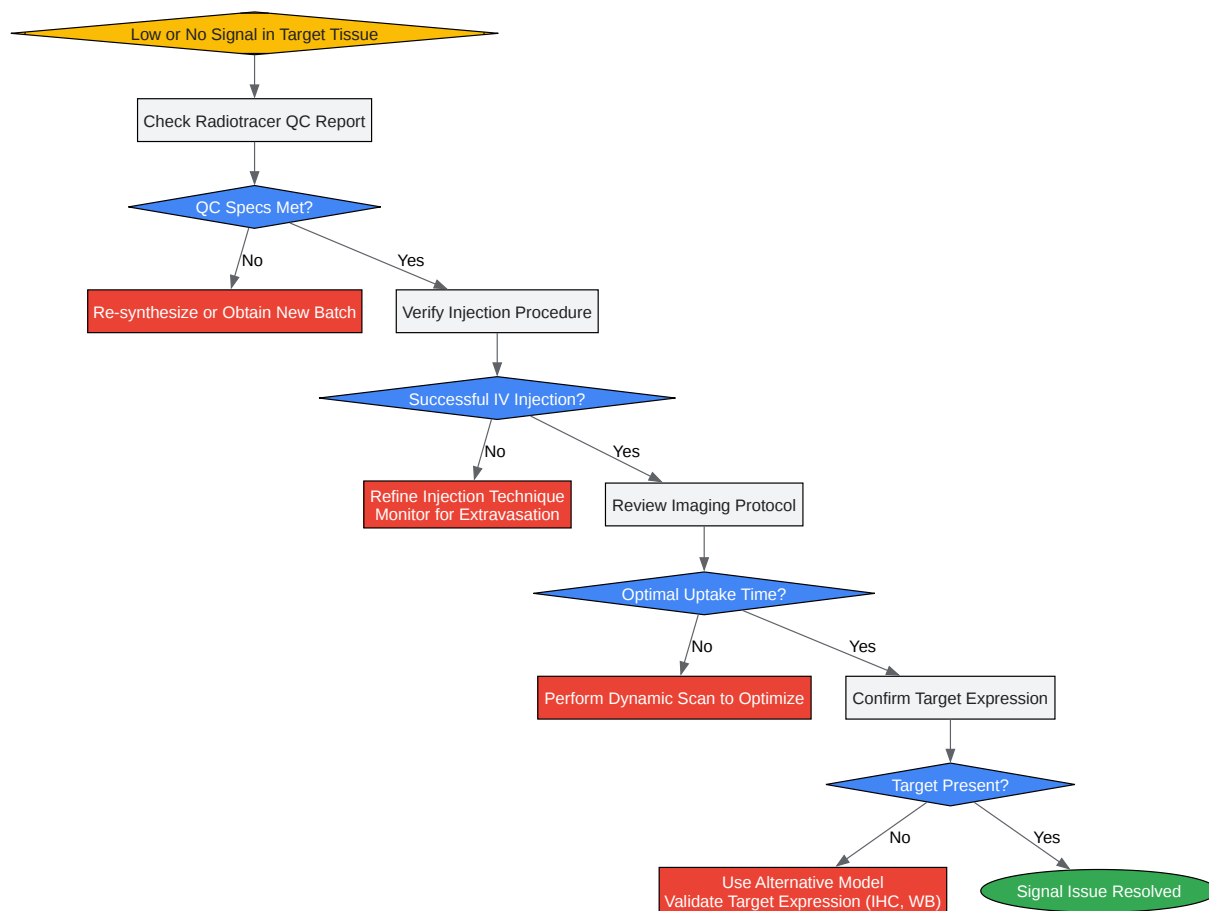 Low or No Signal in Target Tissue
Check Radiotracer QC Report
QC Specs Met?
No
Yes
Re-synthesize or Obtain New Batch
Verify Injection Procedure
Successful IV Injection?
No
Yes
Refine Injection Technique
Monitor for Extravasation
Review Imaging Protocol
Optimal Uptake Time?
No
Yes
Perform Dynamic Scan to Optimize
Confirm Target Expression
Target Present?
No
Yes
Use Alternative Model
Validate Target Expression (IHC, WB)
Signal Issue Resolved